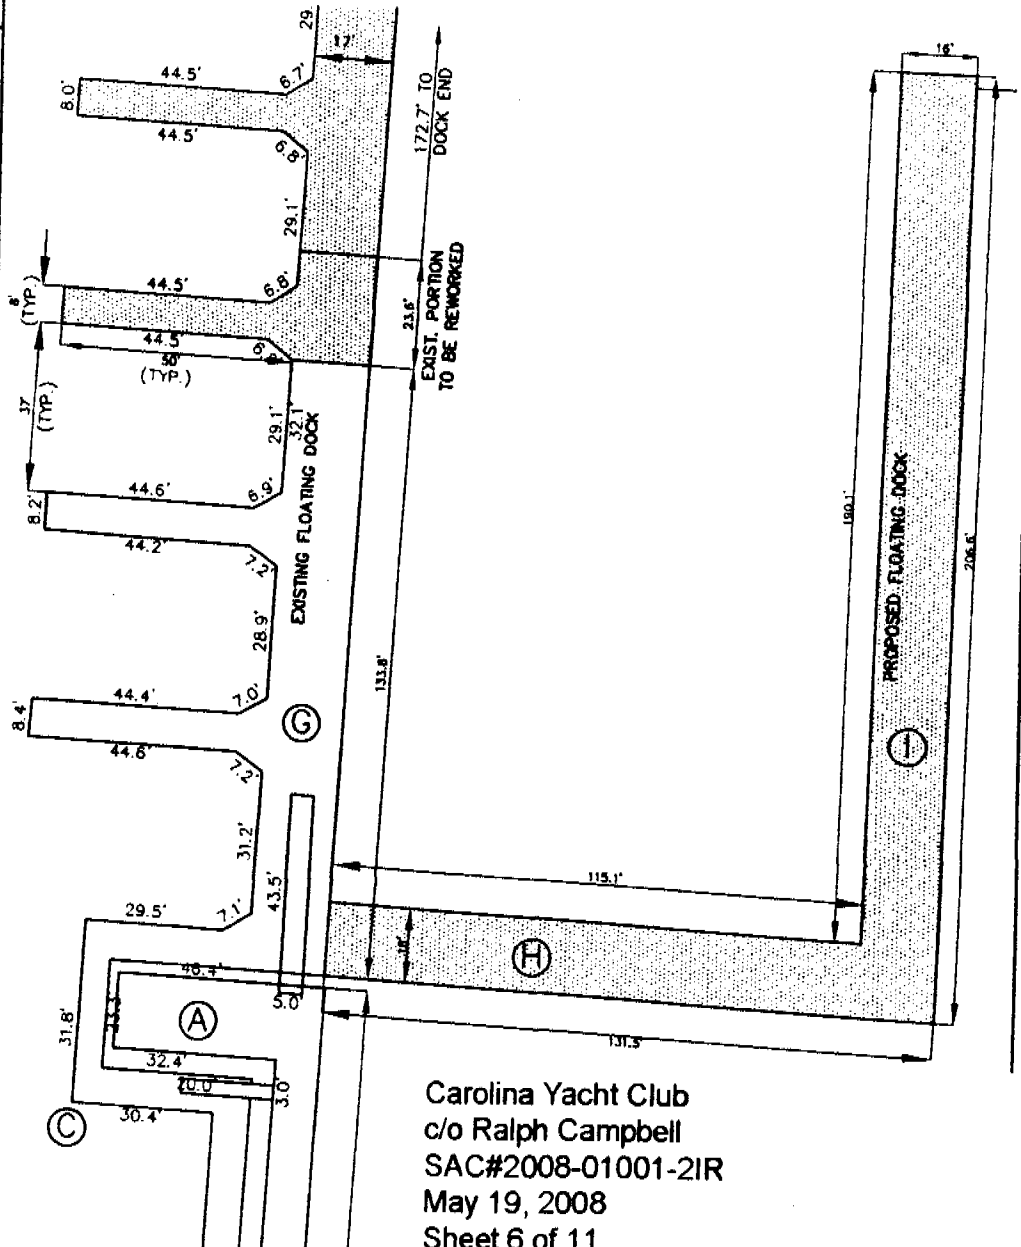 29.
17'
16'
44.5'
6.7'
8.0'
44.5'
6.8'
172.7' TO
DOCK END
29.1'
44.5'
6.8'
8'
(TYP.)
23.6'
EXIST. PORTION
TO BE REWORKED
44.5'
50'
(TYP.)
37
(TYP.)
29.1'
32.1'
EXISTING FLOATING DOCK
44.6'
6.9'
8.2'
44.2'
7.2'
28.9'
190.1'
PROPOSED FLOATING DOCK
206.6'
133.8'
44.4'
7.0'
8.4'
G
44.6'
7.2'
I
31.2'
43.5'
115.1'
29.5'
7.1'
H
46.4'
5.0'
A
31.8'
131.5'
32.4'
20.0'
3.0'
30.4'
C
Carolina Yacht Club
c/o Ralph Campbell
SAC#2008-01001-2IR
May 19, 2008
Sheet 6 of 11